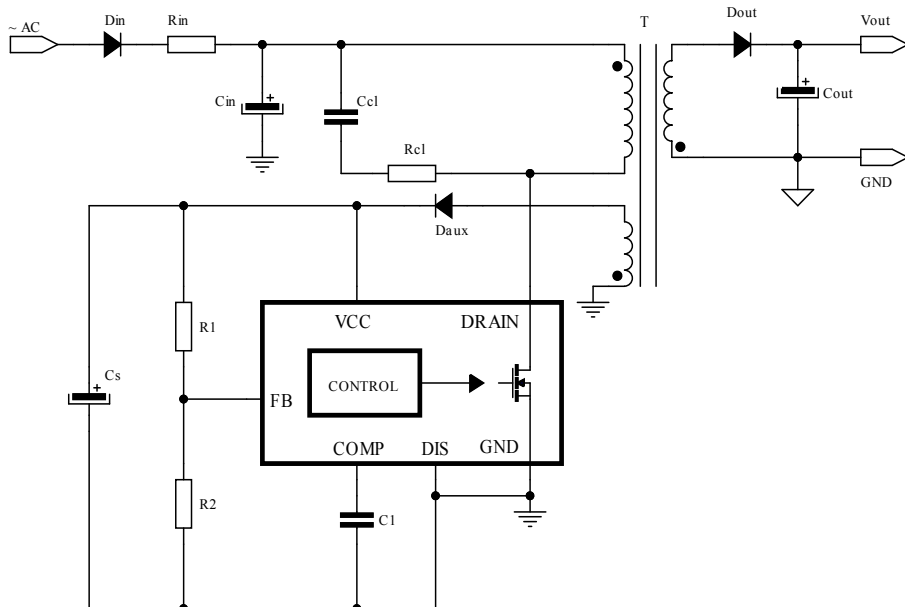 ~ AC
Din
Rin
T
Dout
Vout
Cin
+
Ccl
+
Cout
Rcl
GND
Daux
VCC
DRAIN
R1
Cs
+
CONTROL
FB
COMP
DIS
GND
R2
C1